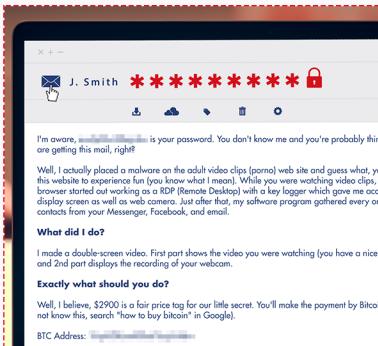 J. Smith
I'm aware, is your password. You don't know me and you're probably thin
are getting this mail, right?
Well, I actually placed a malware on the adult video clips (porno) web site and guess what, y
this website to experience fun (you know what I mean). While you were watching video clips,
browser started out working as a RDP (Remote Desktop) with a key logger which gave me acc
display screen as well as web camera. Just after that, my software program gathered every o
contacts from your Messenger, Facebook, and email.
What did I do?
I made a double-screen video. First part shows the video you were watching (you have a nice
and 2nd part displays the recording of your webcam.
Exactly what should you do?
Well, I believe, $2900 is a fair price tag for our little secret. You'll make the payment by Bitcoi
not know this, search "how to buy bitcoin" in Google).
BTC Address: